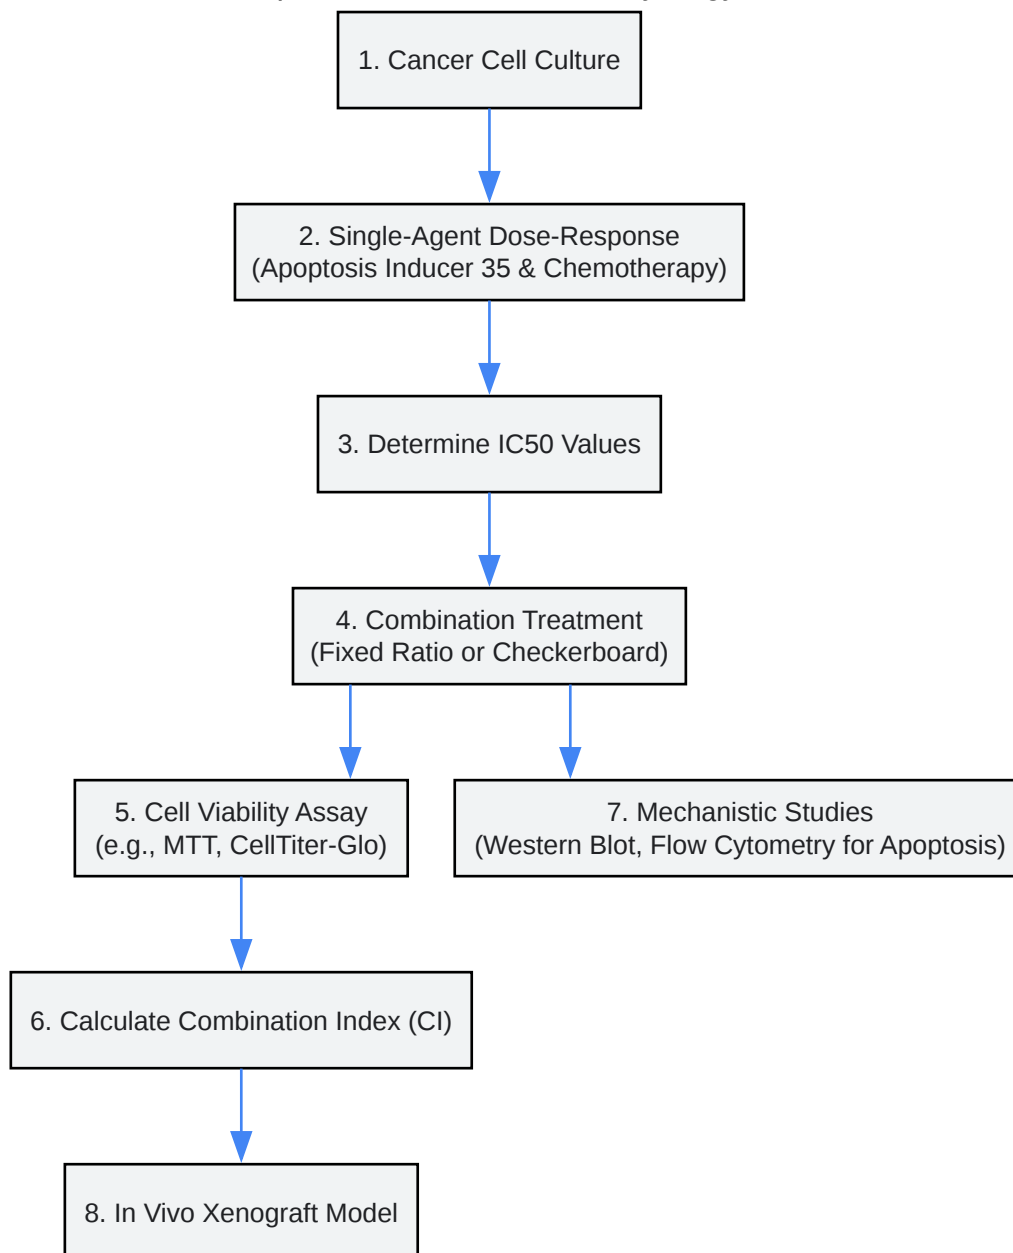 1. Cancer Cell Culture
2. Single-Agent Dose-Response
(Apoptosis Inducer 35 & Chemotherapy)
3. Determine IC50 Values
4. Combination Treatment
(Fixed Ratio or Checkerboard)
5. Cell Viability Assay
(e.g., MTT, CellTiter-Glo)
7. Mechanistic Studies
(Western Blot, Flow Cytometry for Apoptosis)
6. Calculate Combination Index (CI)
8. In Vivo Xenograft Model